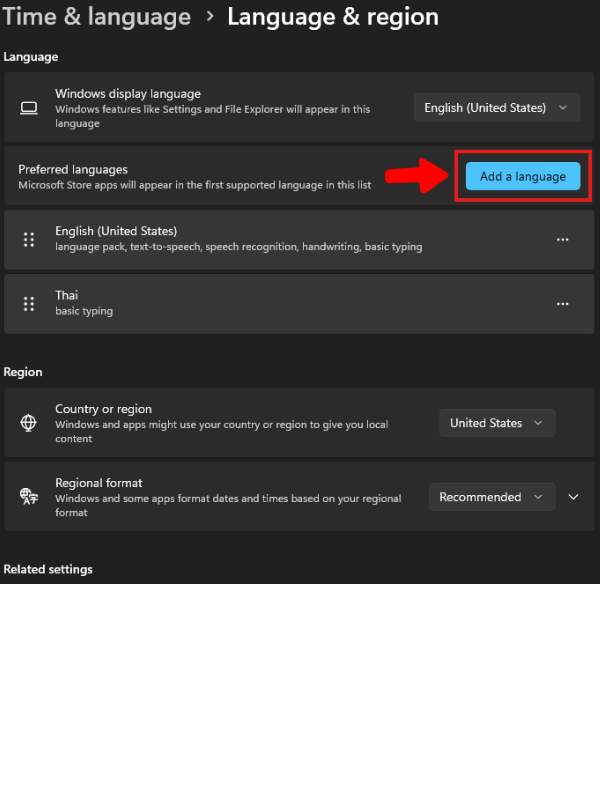 Time & language > Language & region
Language
Windows display language
Windows features like Settings and File Explorer will appear in this
language
English (United States)
Preferred languages
Microsoft Store apps will appear in the first supported language in this list
Add a language
English (United States)
language pack, text-to-speech, speech recognition, handwriting, basic typing
Thai
basic typing
Region
Country or region
Windows and apps might use your country or region to give you local
content
United States
Regional format
Windows and some apps format dates and times based on your regional
format
Recommended
Related settings